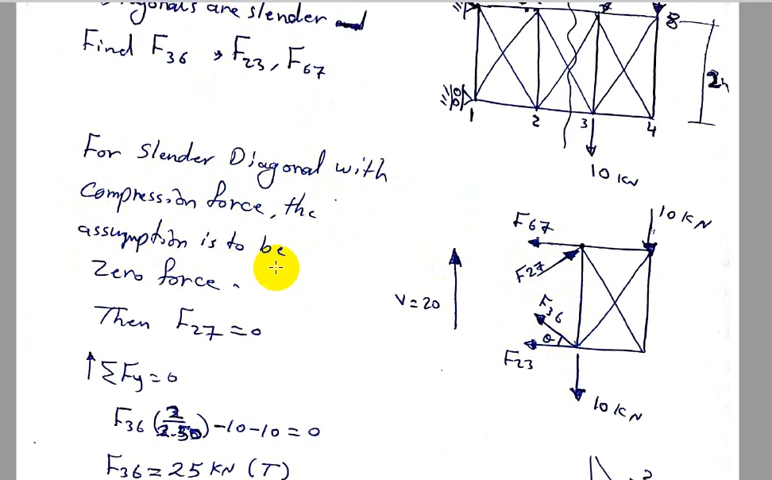 Diagonals are slender and
Find F36 , F23, F67
8
2m
1
2
3
4
10 KN
For Slender Diagonal with
Compression force, the
assumption is to be
Zero force.
Then F27=0
↑ΣFy=0
F36(2/2.50)-10-10=0
F36=25 KN (T)
V=20
F67
10 KN
F27
F36
θ
F23
10 KN